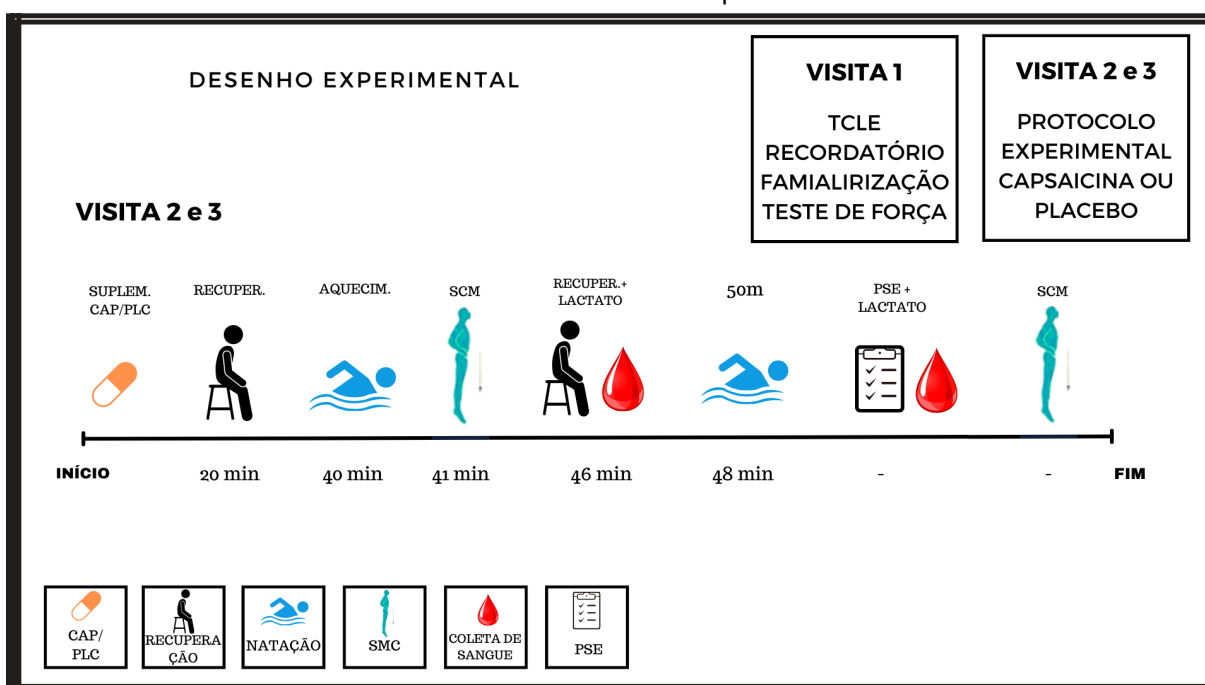 DESENHO EXPERIMENTAL
VISITA 1
TCLE
RECORDATÓRIO
FAMIALIRIZAÇÃO
TESTE DE FORÇA
VISITA 2 e 3
PROTOCOLO
EXPERIMENTAL
CAPSAICINA OU
PLACEBO
VISITA 2 e 3
SUPLEM.
CAP/PLC
RECUPER.
AQUECIM.
SCM
RECUPER.+
LACTATO
50m
PSE +
LACTATO
SCM
INÍCIO
20 min
40 min
41 min
46 min
48 min
-
-
FIM
CAP/
PLC
RECUPERA
ÇÃO
NATAÇÃO
SMC
COLETA DE
SANGUE
PSE